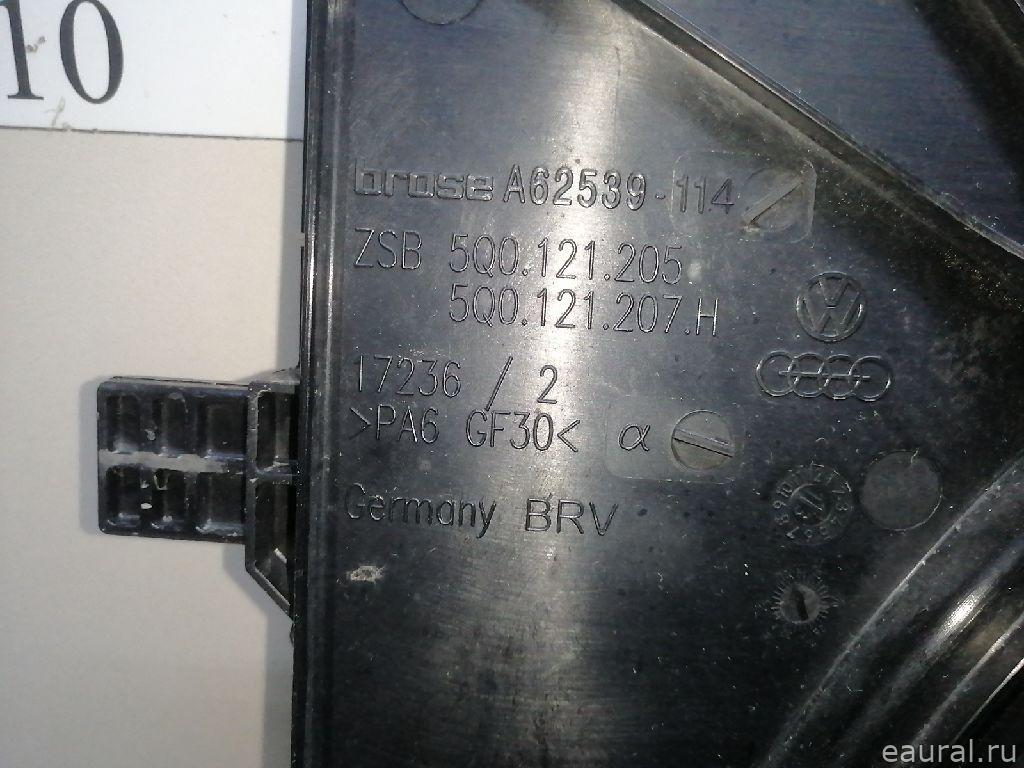 10
brose A62539-114
ZSB 5Q0.121.205
5Q0.121.207.H
17236 / 2
>PA6 GF30< α
Germany BRV
eaural.ru